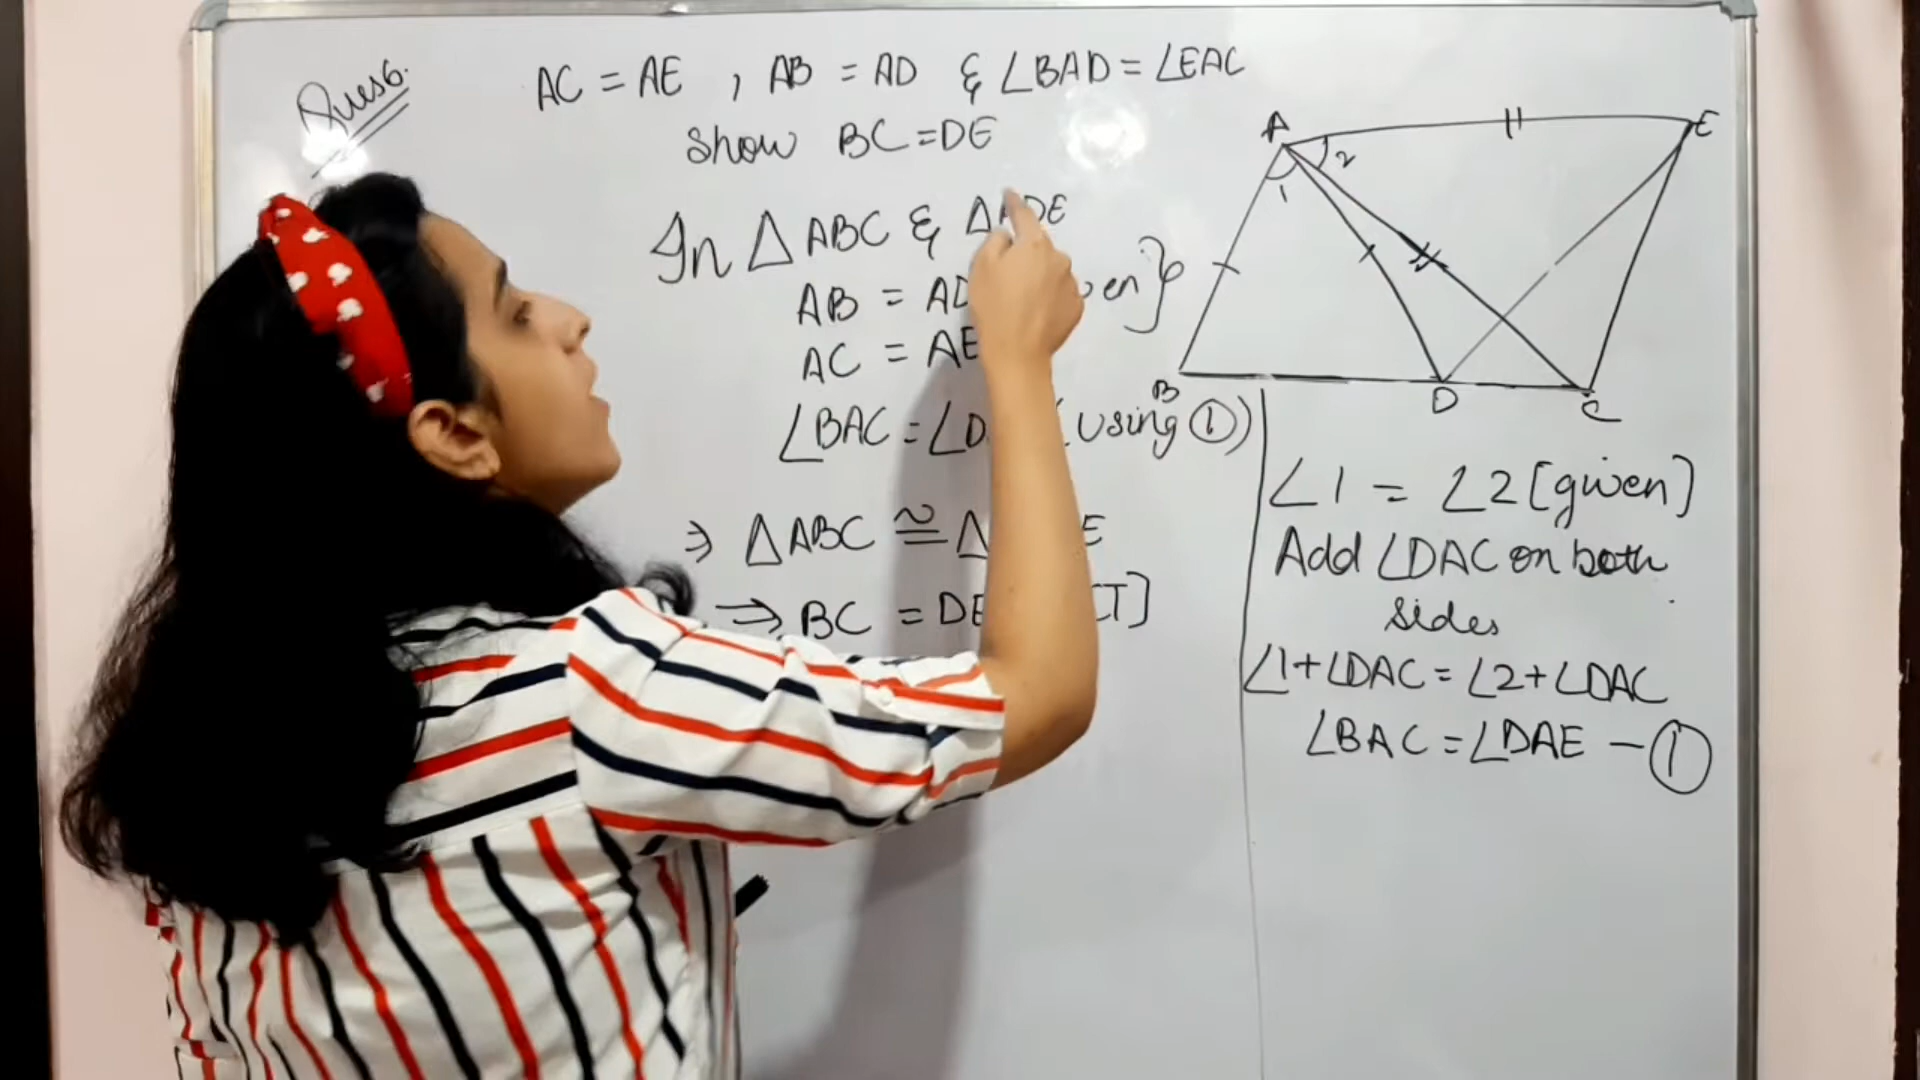 Ques6.
AC = AE , AB = AD & ∠BAD = ∠EAC
show BC = DE
In △ABC & △ADE
AB = AD
AC = AE
∠BAC = ∠D (using ①)
⇒ △ABC ≅ △ E
⇒ BC = DE CT]
A
E
1
2
B
D
C
∠1 = ∠2 [given]
Add ∠DAC on both
sides
∠1+∠DAC = ∠2+∠DAC
∠BAC = ∠DAE – ①